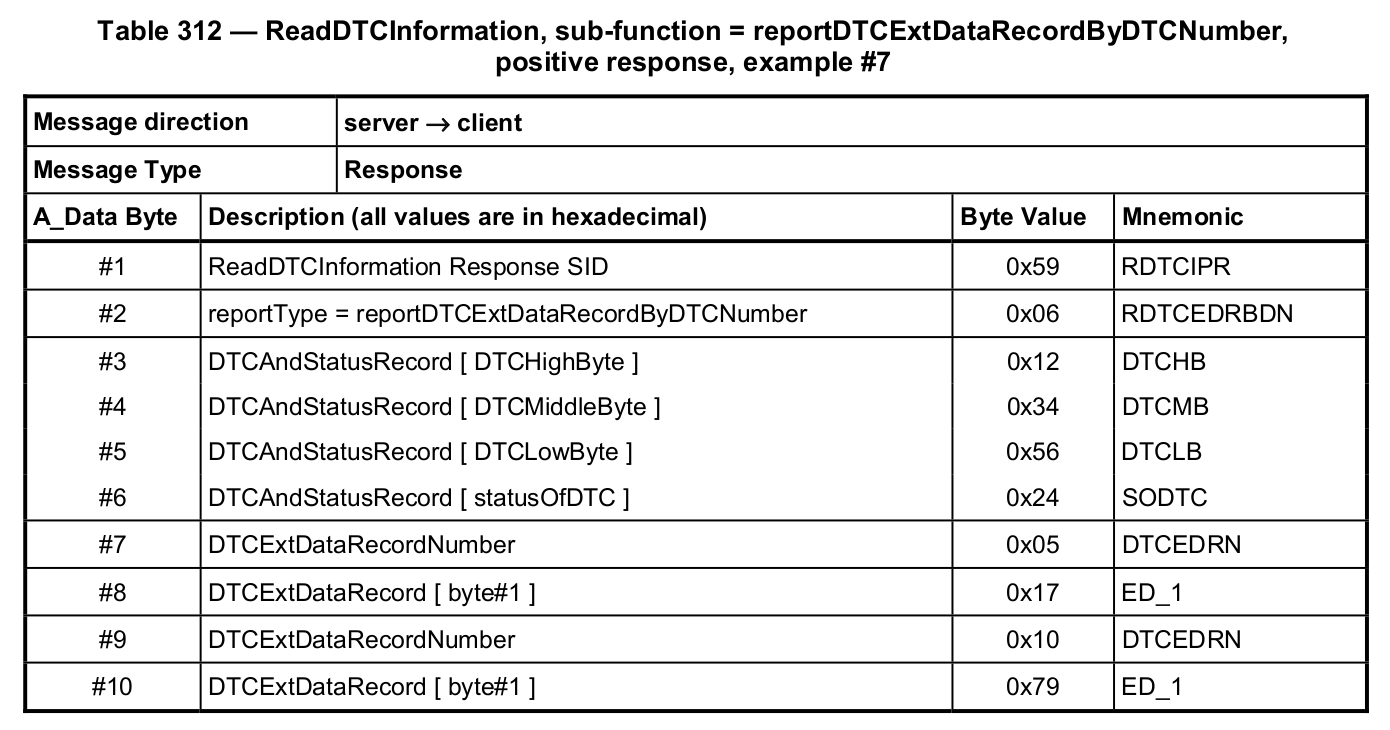 Table 312 — ReadDTCInformation, sub-function = reportDTCExtDataRecordByDTCNumber,
positive response, example #7
Message direction server → client
Message Type Response
A_Data Byte Description (all values are in hexadecimal) Byte Value Mnemonic
#1 ReadDTCInformation Response SID 0x59 RDTCIPR
#2 reportType = reportDTCExtDataRecordByDTCNumber 0x06 RDTCEDRBDN
#3 DTCAndStatusRecord [ DTCHighByte ] 0x12 DTCHB
#4 DTCAndStatusRecord [ DTCMiddleByte ] 0x34 DTCMB
#5 DTCAndStatusRecord [ DTCLowByte ] 0x56 DTCLB
#6 DTCAndStatusRecord [ statusOfDTC ] 0x24 SODTC
#7 DTCExtDataRecordNumber 0x05 DTCEDRN
#8 DTCExtDataRecord [ byte#1 ] 0x17 ED_1
#9 DTCExtDataRecordNumber 0x10 DTCEDRN
#10 DTCExtDataRecord [ byte#1 ] 0x79 ED_1